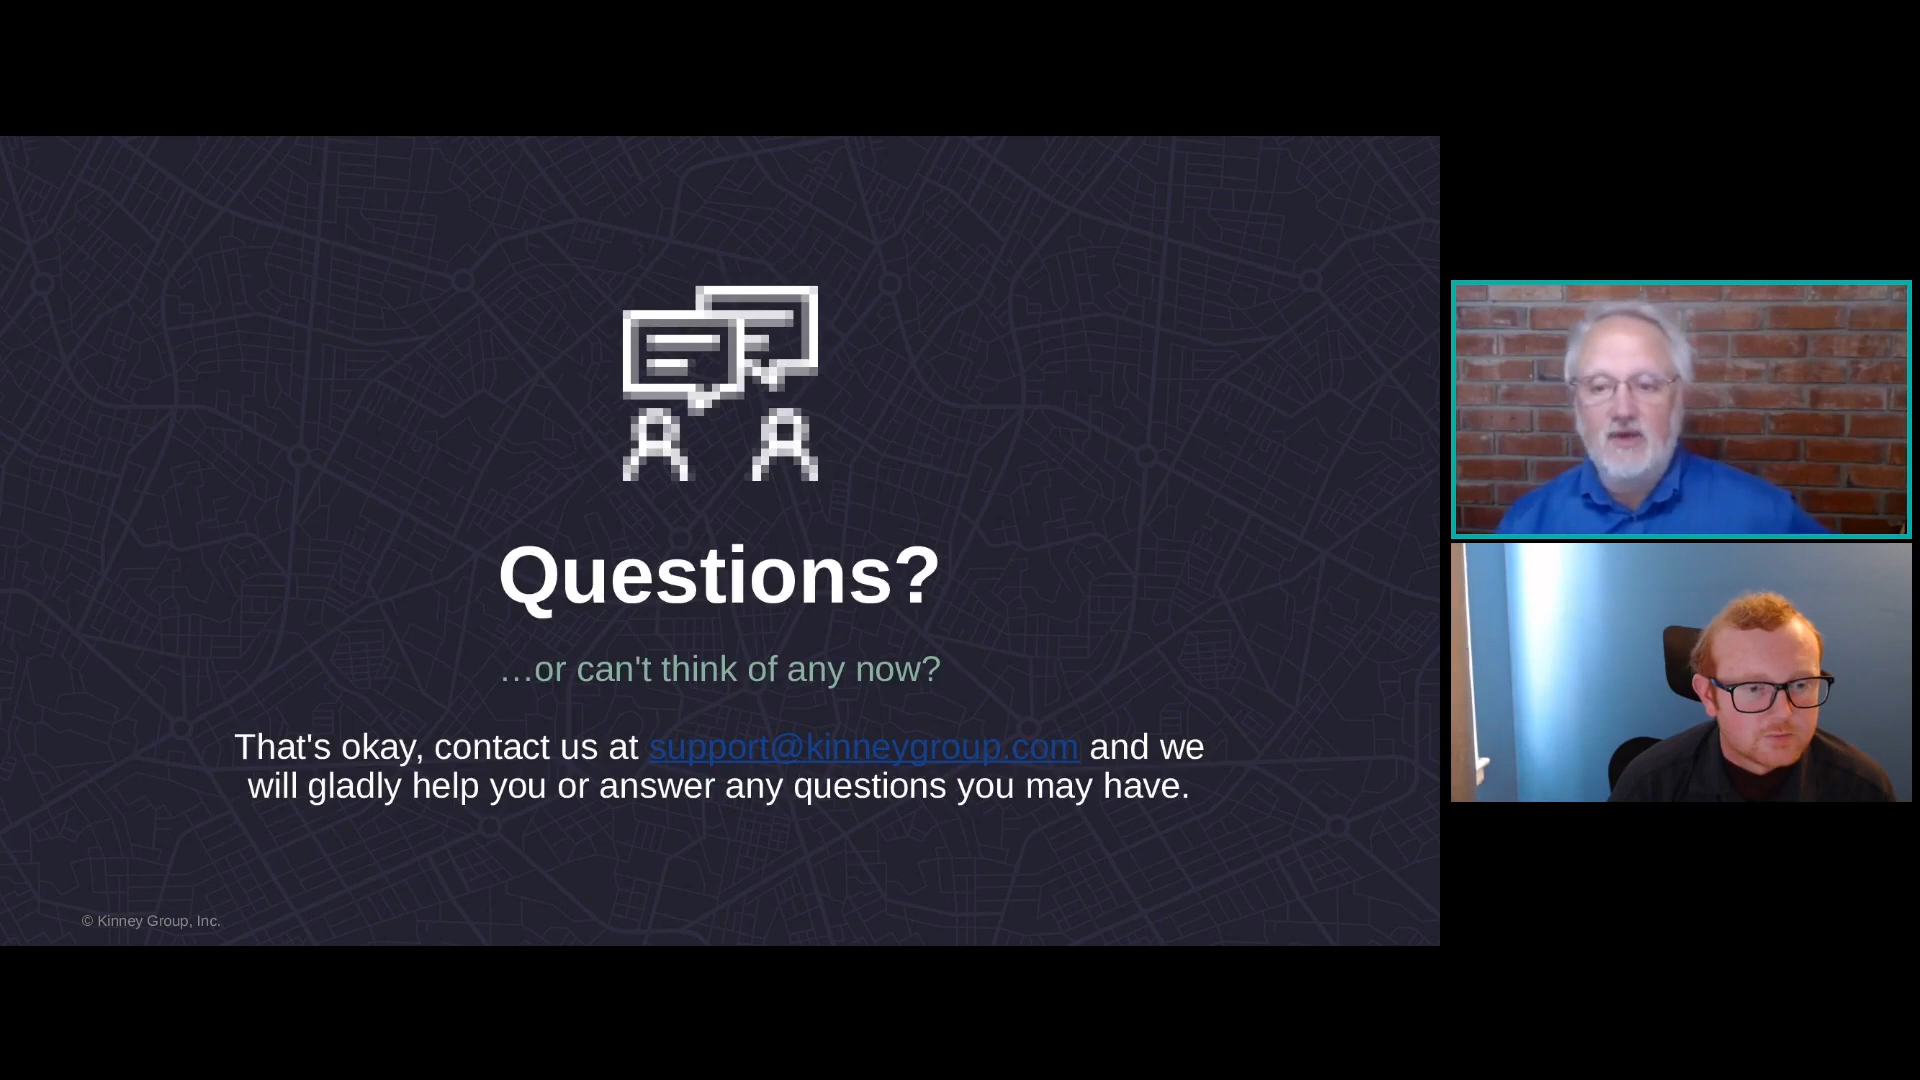 Questions?
…or can't think of any now?
That's okay, contact us at support@kinneygroup.com and we
will gladly help you or answer any questions you may have.
© Kinney Group, Inc.